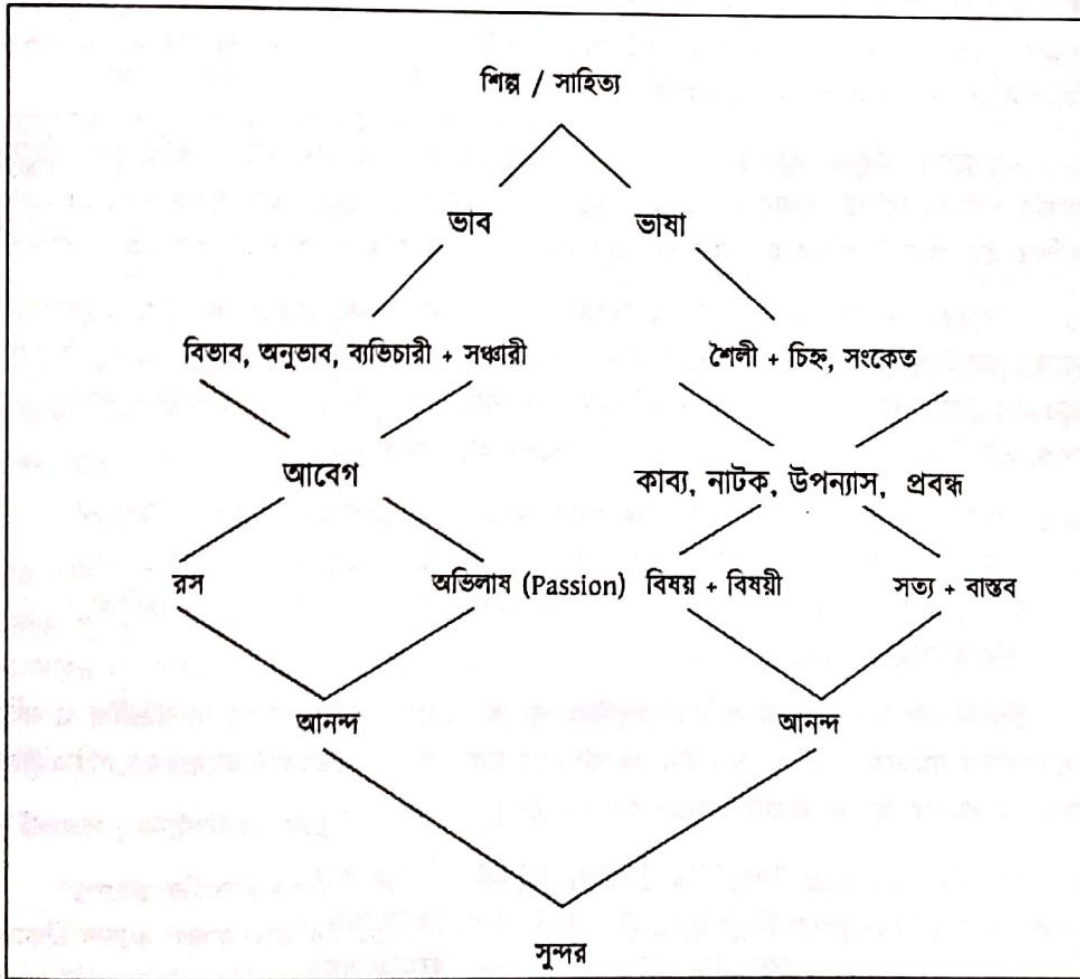 শিল্প / সাহিত্য
ভাব ভাষা
বিভাব, অনুভাব, ব্যভিচারী + সঞ্চারী শৈলী + চিহ্ন, সংকেত
আবেগ কাব্য, নাটক, উপন্যাস, প্রবন্ধ
রস অভিলাষ (Passion) বিষয় + বিষয়ী সত্য + বাস্তব
আনন্দ আনন্দ
সুন্দর